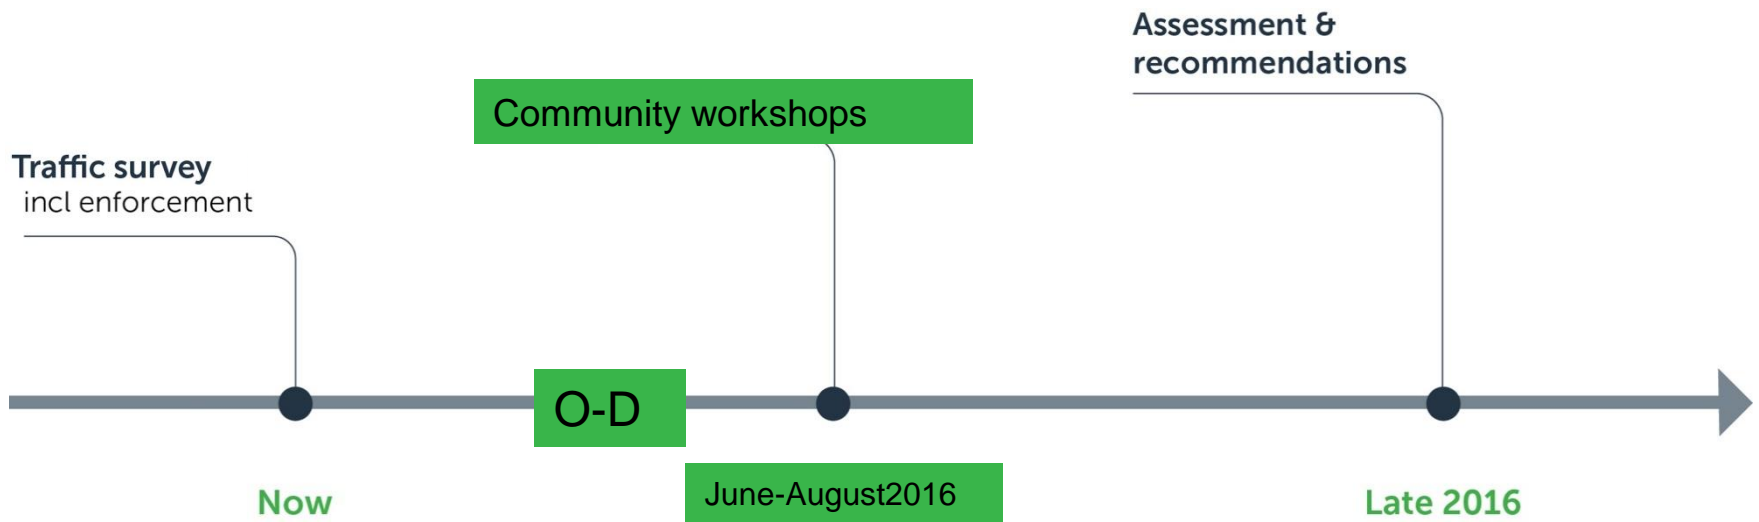 Assessment &
recommendations
Community workshops
Traffic survey
incl enforcement
O-D
Now
June-August2016
Late 2016